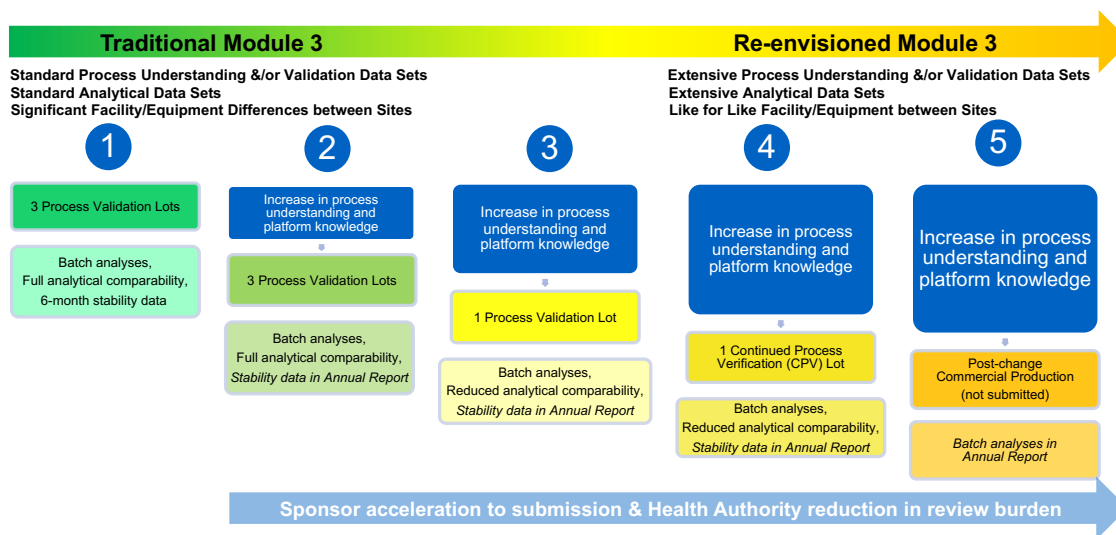 Traditional Module 3
Re-envisioned Module 3
Standard Process Understanding &/or Validation Data Sets
Standard Analytical Data Sets
Significant Facility/Equipment Differences between Sites
Extensive Process Understanding &/or Validation Data Sets
Extensive Analytical Data Sets
Like for Like Facility/Equipment between Sites
1
3 Process Validation Lots
Batch analyses,
Full analytical comparability,
6-month stability data
2
Increase in process
understanding and
platform knowledge
3 Process Validation Lots
Batch analyses,
Full analytical comparability,
Stability data in Annual Report
3
Increase in process
understanding and
platform knowledge
1 Process Validation Lot
Batch analyses,
Reduced analytical comparability,
Stability data in Annual Report
4
Increase in process
understanding and
platform knowledge
1 Continued Process
Verification (CPV) Lot
Batch analyses,
Reduced analytical comparability,
Stability data in Annual Report
5
Increase in process
understanding and
platform knowledge
Post-change
Commercial Production
(not submitted)
Batch analyses in
Annual Report
Sponsor acceleration to submission & Health Authority reduction in review burden